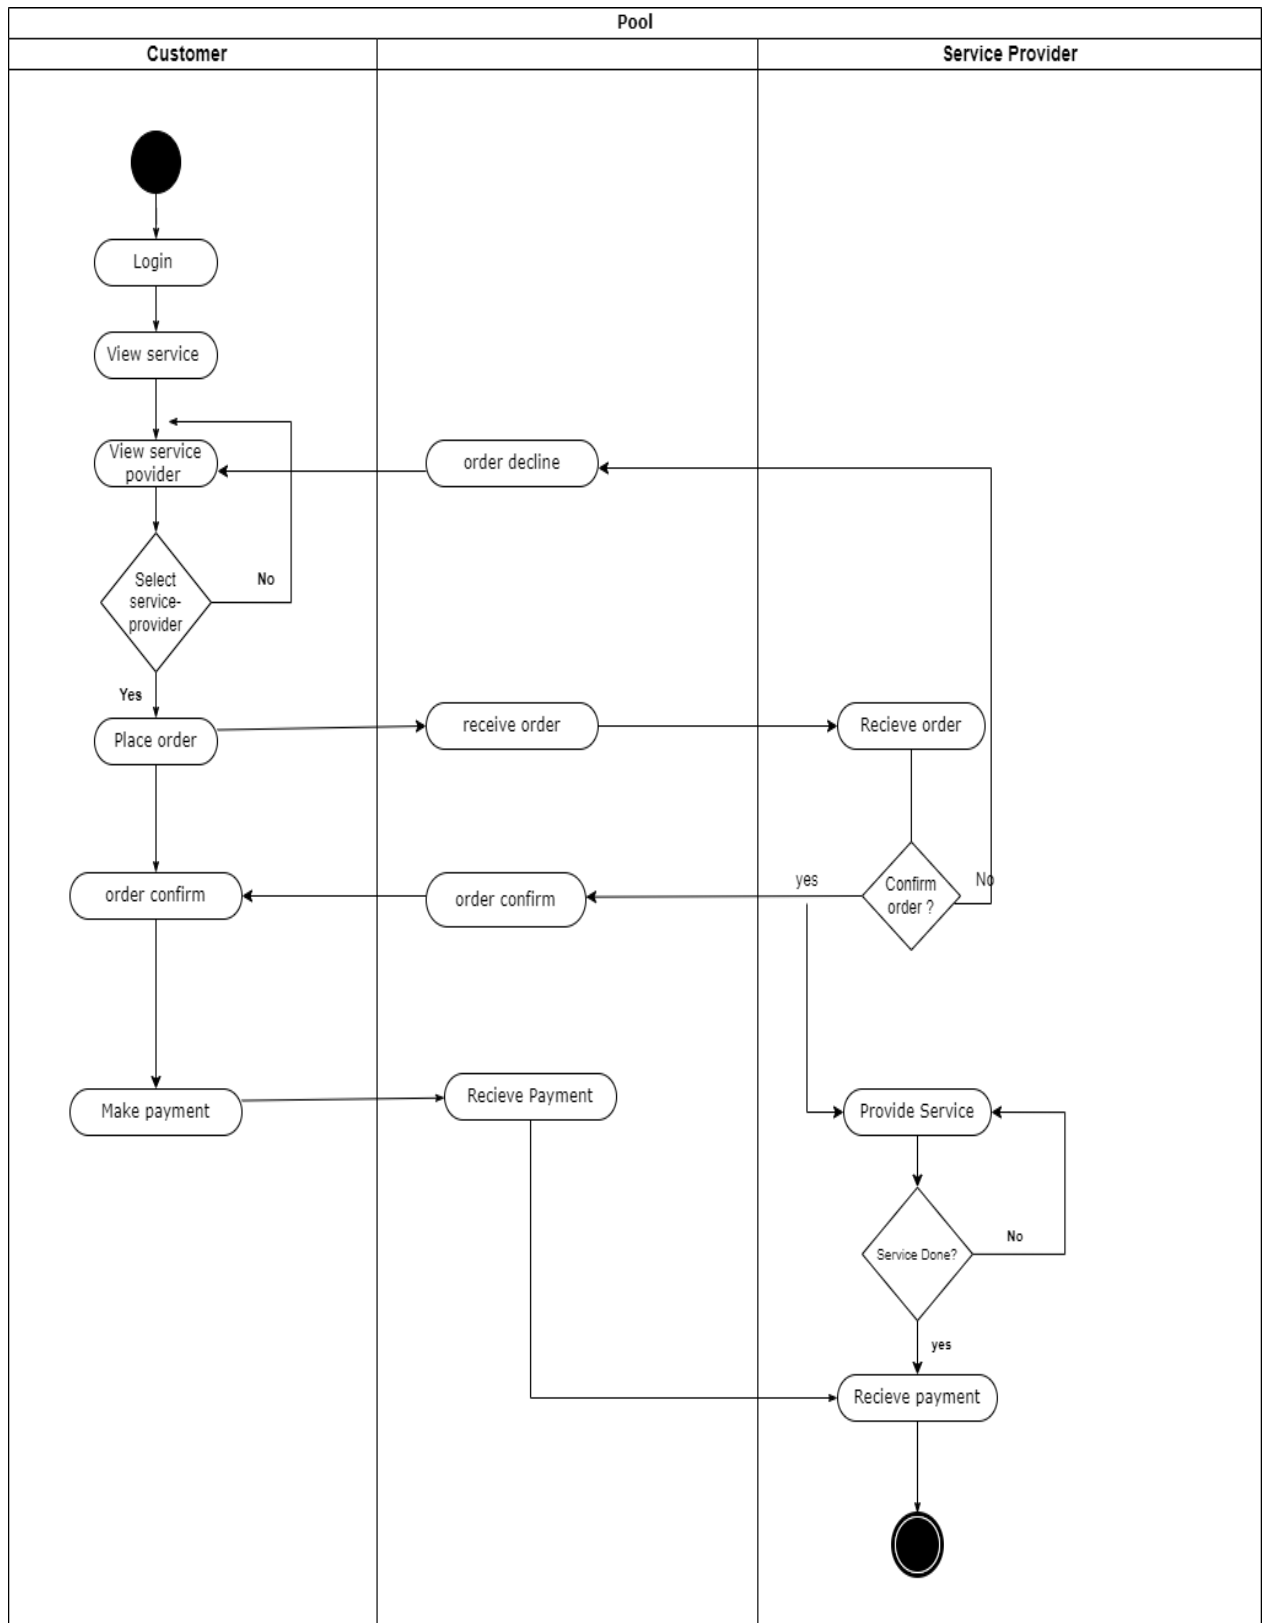 Pool
Customer
Service Provider
Login
View service
View service
povider
order decline
Select
service-
provider
No
Yes
Place order
receive order
Recieve order
order confirm
order confirm
yes
Confirm
order ?
No
Make payment
Recieve Payment
Provide Service
Service Done?
No
yes
Recieve payment